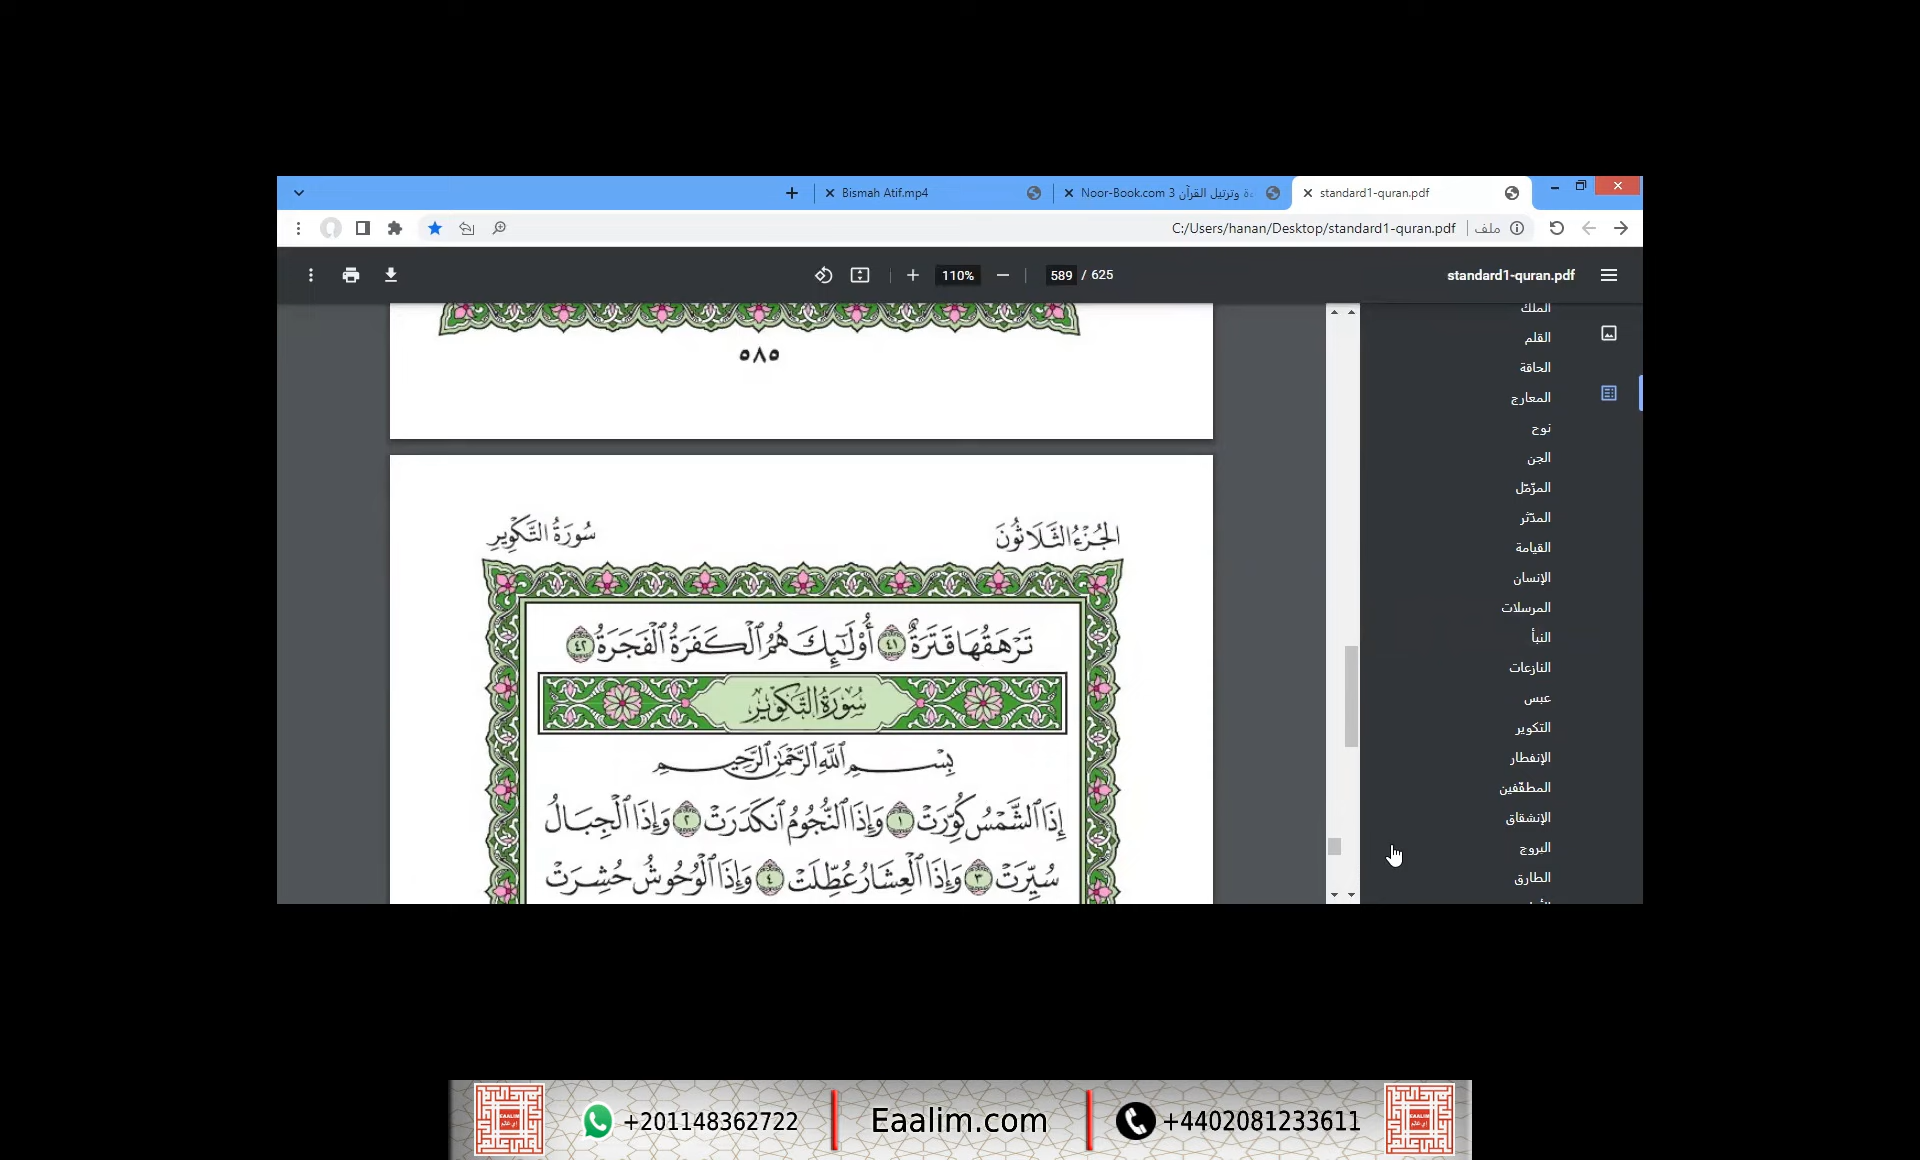 Bismah Atif.mp4
Noor-Book.com 3 ءة وترتيل القرآن
standard1-quran.pdf
C:/Users/hanan/Desktop/standard1-quran.pdf
ملف
110%
589 / 625
standard1-quran.pdf
٥٨٥
الجُزْءُ الثَّلَاثُونَ
سُورَةُ التَّكْوِيرِ
تَرْهَقُهَا قَتَرَةٌ ٤١ أُوْلَٰٓئِكَ هُمُ ٱلْكَفَرَةُ ٱلْفَجَرَةُ ٤٢
سُورَةُ التَّكْوِيرِ
بِسْمِ ٱللَّهِ ٱلرَّحْمَٰنِ ٱلرَّحِيمِ
إِذَا ٱلشَّمْسُ كُوِّرَتْ ١ وَإِذَا ٱلنُّجُومُ ٱنكَدَرَتْ ٢ وَإِذَا ٱلْجِبَالُ
سُيِّرَتْ ٣ وَإِذَا ٱلْعِشَارُ عُطِّلَتْ ٤ وَإِذَا ٱلْوُحُوشُ حُشِرَتْ
الملك
القلم
الحاقة
المعارج
نوح
الجن
المزّمّل
المدّثر
القيامة
الإنسان
المرسلات
النبأ
النازعات
عبس
التكوير
الإنفطار
المطفّفين
الإنشقاق
البروج
الطارق
+201148362722
Eaalim.com
+4402081233611